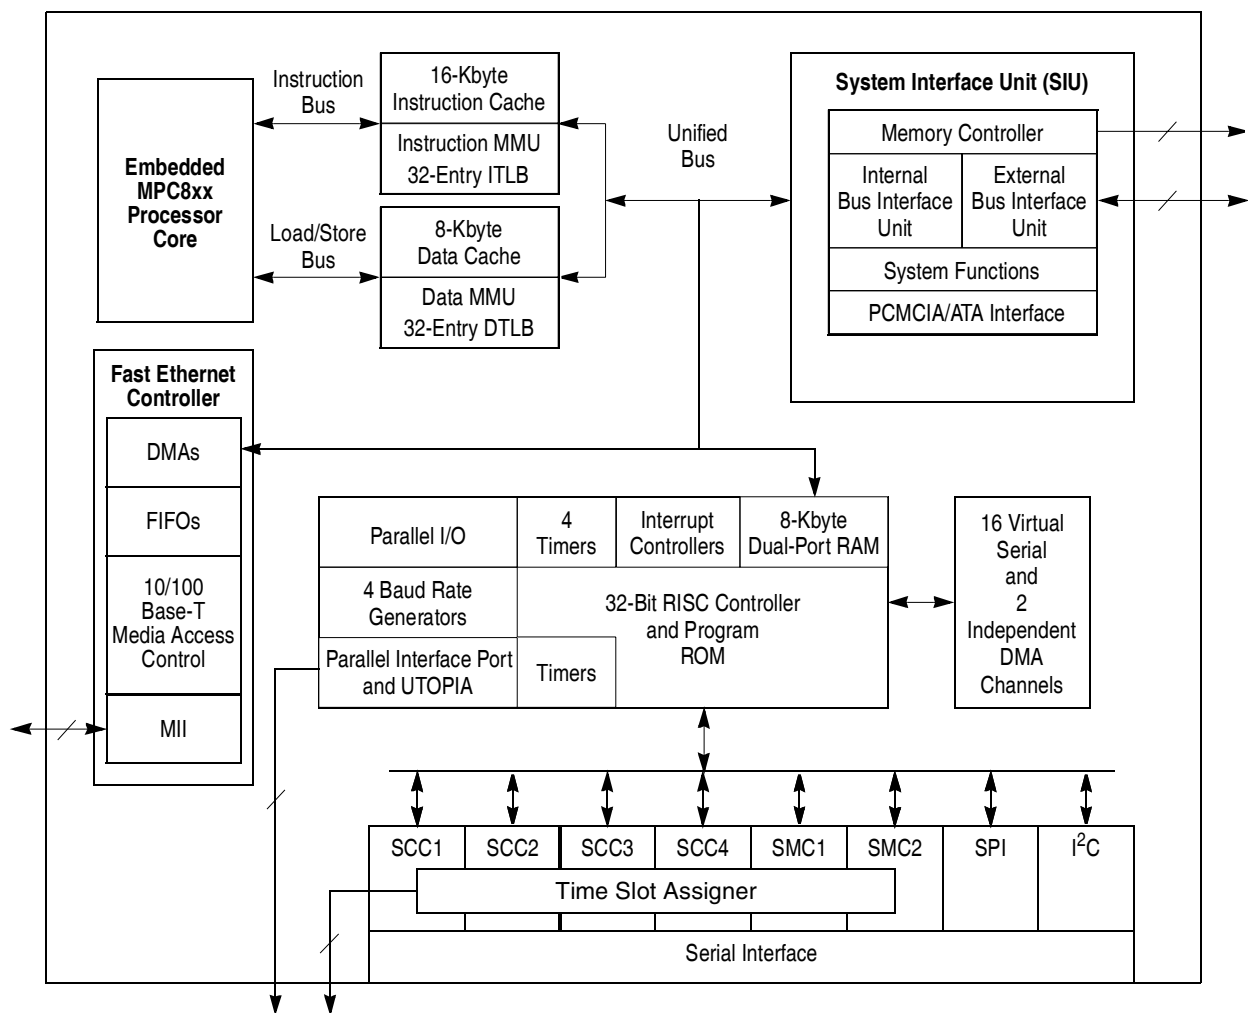 Instruction
Bus
16-Kbyte
Instruction Cache
Instruction MMU
32-Entry ITLB
Embedded
MPC8xx
Processor
Core
Load/Store
Bus
8-Kbyte
Data Cache
Data MMU
32-Entry DTLB
Unified
Bus
System Interface Unit (SIU)
Memory Controller
Internal
Bus Interface
Unit
External
Bus Interface
Unit
System Functions
PCMCIA/ATA Interface
Fast Ethernet
Controller
DMAs
FIFOs
10/100
Base-T
Media Access
Control
MII
Parallel I/O
4
Timers
Interrupt
Controllers
8-Kbyte
Dual-Port RAM
4 Baud Rate
Generators
32-Bit RISC Controller
and Program
ROM
Parallel Interface Port
and UTOPIA
Timers
16 Virtual
Serial
and
2
Independent
DMA
Channels
SCC1
SCC2
SCC3
SCC4
SMC1
SMC2
SPI
I²C
Time Slot Assigner
Serial Interface